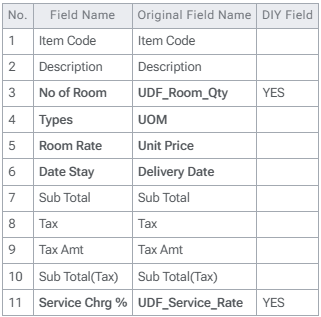 No. Field Name Original Field Name DIY Field
1 Item Code Item Code
2 Description Description
3 No of Room UDF_Room_Qty YES
4 Types UOM
5 Room Rate Unit Price
6 Date Stay Delivery Date
7 Sub Total Sub Total
8 Tax Tax
9 Tax Amt Tax Amt
10 Sub Total(Tax) Sub Total(Tax)
11 Service Chrg % UDF_Service_Rate YES